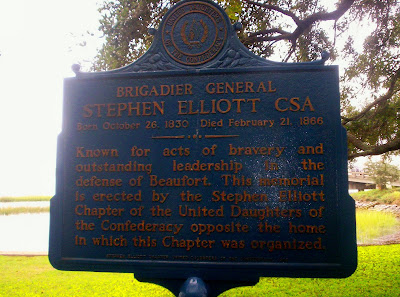 BRIGADIER GENERAL
STEPHEN ELLIOTT CSA
Born October 26, 1830 Died February 21, 1866
Known for acts of bravery and
outstanding leadership in the
defense of Beaufort. This memorial
is erected by the Stephen Elliott
Chapter of the United Daughters of
the Confederacy opposite the home
in which this Chapter was organized.